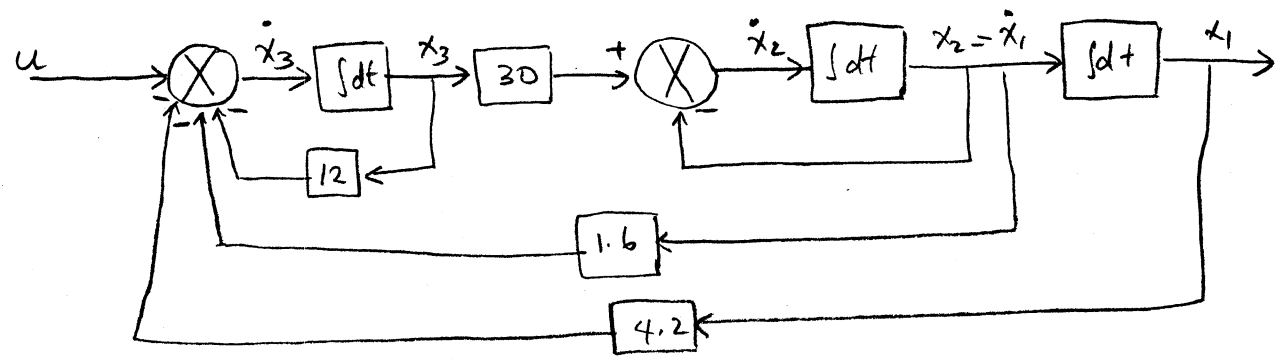 u
ẋ₃
∫dt
x₃
30
+
ẋ₂
∫dt
x₂ = ẋ₁
∫dt
x₁
−
−
−
−
12
1.6
4.2